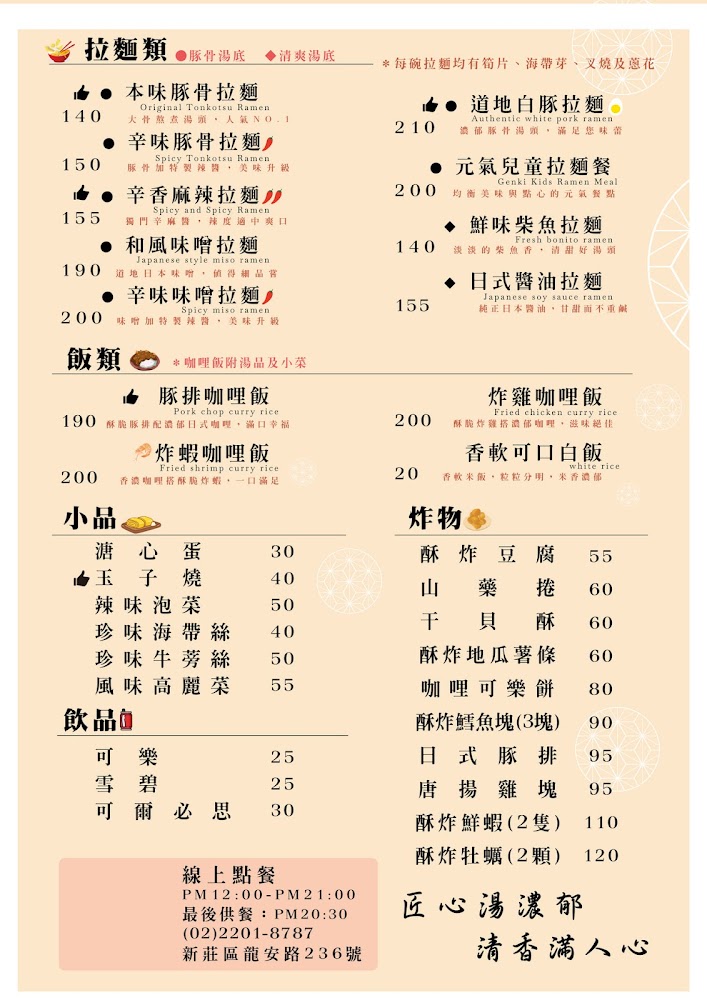 拉麵類 ●豚骨湯底 ◆清爽湯底
＊每碗拉麵均有筍片、海帶芽、叉燒及蔥花
● 本味豚骨拉麵
Original Tonkotsu Ramen
140 大骨熬煮湯頭，人氣NO.1
● 辛味豚骨拉麵
Spicy Tonkotsu Ramen
150 豚骨加特製辣醬，美味升級
● 辛香麻辣拉麵
Spicy and Spicy Ramen
155 獨門辛麻醬，辣度適中爽口
● 和風味噌拉麵
Japanese style miso ramen
190 道地日本味噌，值得細品嘗
● 辛味味噌拉麵
Spicy miso ramen
200 味噌加特製辣醬，美味升級
● 道地白豚拉麵
Authentic white pork ramen
210 濃郁豚骨湯頭，滿足您味蕾
● 元氣兒童拉麵餐
Genki Kids Ramen Meal
200 均衡美味與點心的元氣餐點
◆ 鮮味柴魚拉麵
Fresh bonito ramen
140 淡淡的柴魚香，清甜好湯頭
◆ 日式醬油拉麵
Japanese soy sauce ramen
155 純正日本醬油，甘甜而不重鹹
飯類 ＊咖哩飯附湯品及小菜
豚排咖哩飯
Pork chop curry rice
190 酥脆豚排配濃郁日式咖哩，滿口幸福
炸蝦咖哩飯
Fried shrimp curry rice
200 香濃咖哩搭酥脆炸蝦，一口滿足
炸雞咖哩飯
Fried chicken curry rice
200 酥脆炸雞搭濃郁咖哩，滋味絕佳
香軟可口白飯
white rice
20 香軟米飯，粒粒分明，米香濃郁
小品
溏心蛋 30
玉子燒 40
辣味泡菜 50
珍味海帶絲 40
珍味牛蒡絲 50
風味高麗菜 55
飲品
可樂 25
雪碧 25
可爾必思 30
炸物
酥炸豆腐 55
山藥捲 60
干貝酥 60
酥炸地瓜薯條 60
咖哩可樂餅 80
酥炸鱈魚塊(3塊) 90
日式豚排 95
唐揚雞塊 95
酥炸鮮蝦(2隻) 110
酥炸牡蠣(2顆) 120
線上點餐
PM12:00-PM21:00
最後供餐：PM20:30
(02)2201-8787
新莊區龍安路236號
匠心湯濃郁
清香滿人心